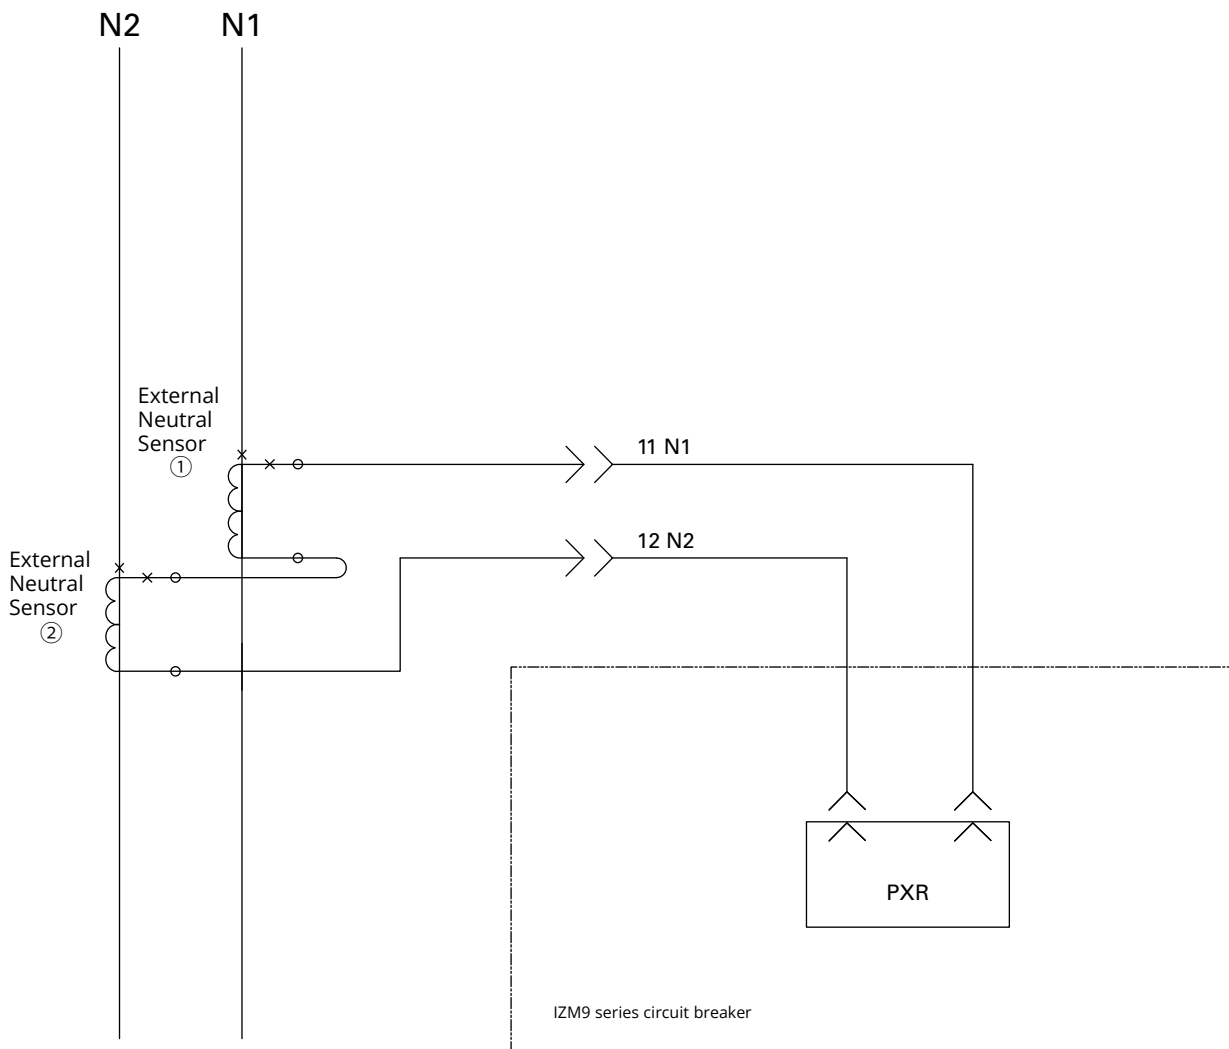 N2 N1
External
Neutral
Sensor
①
11 N1
12 N2
External
Neutral
Sensor
②
PXR
IZM9 series circuit breaker